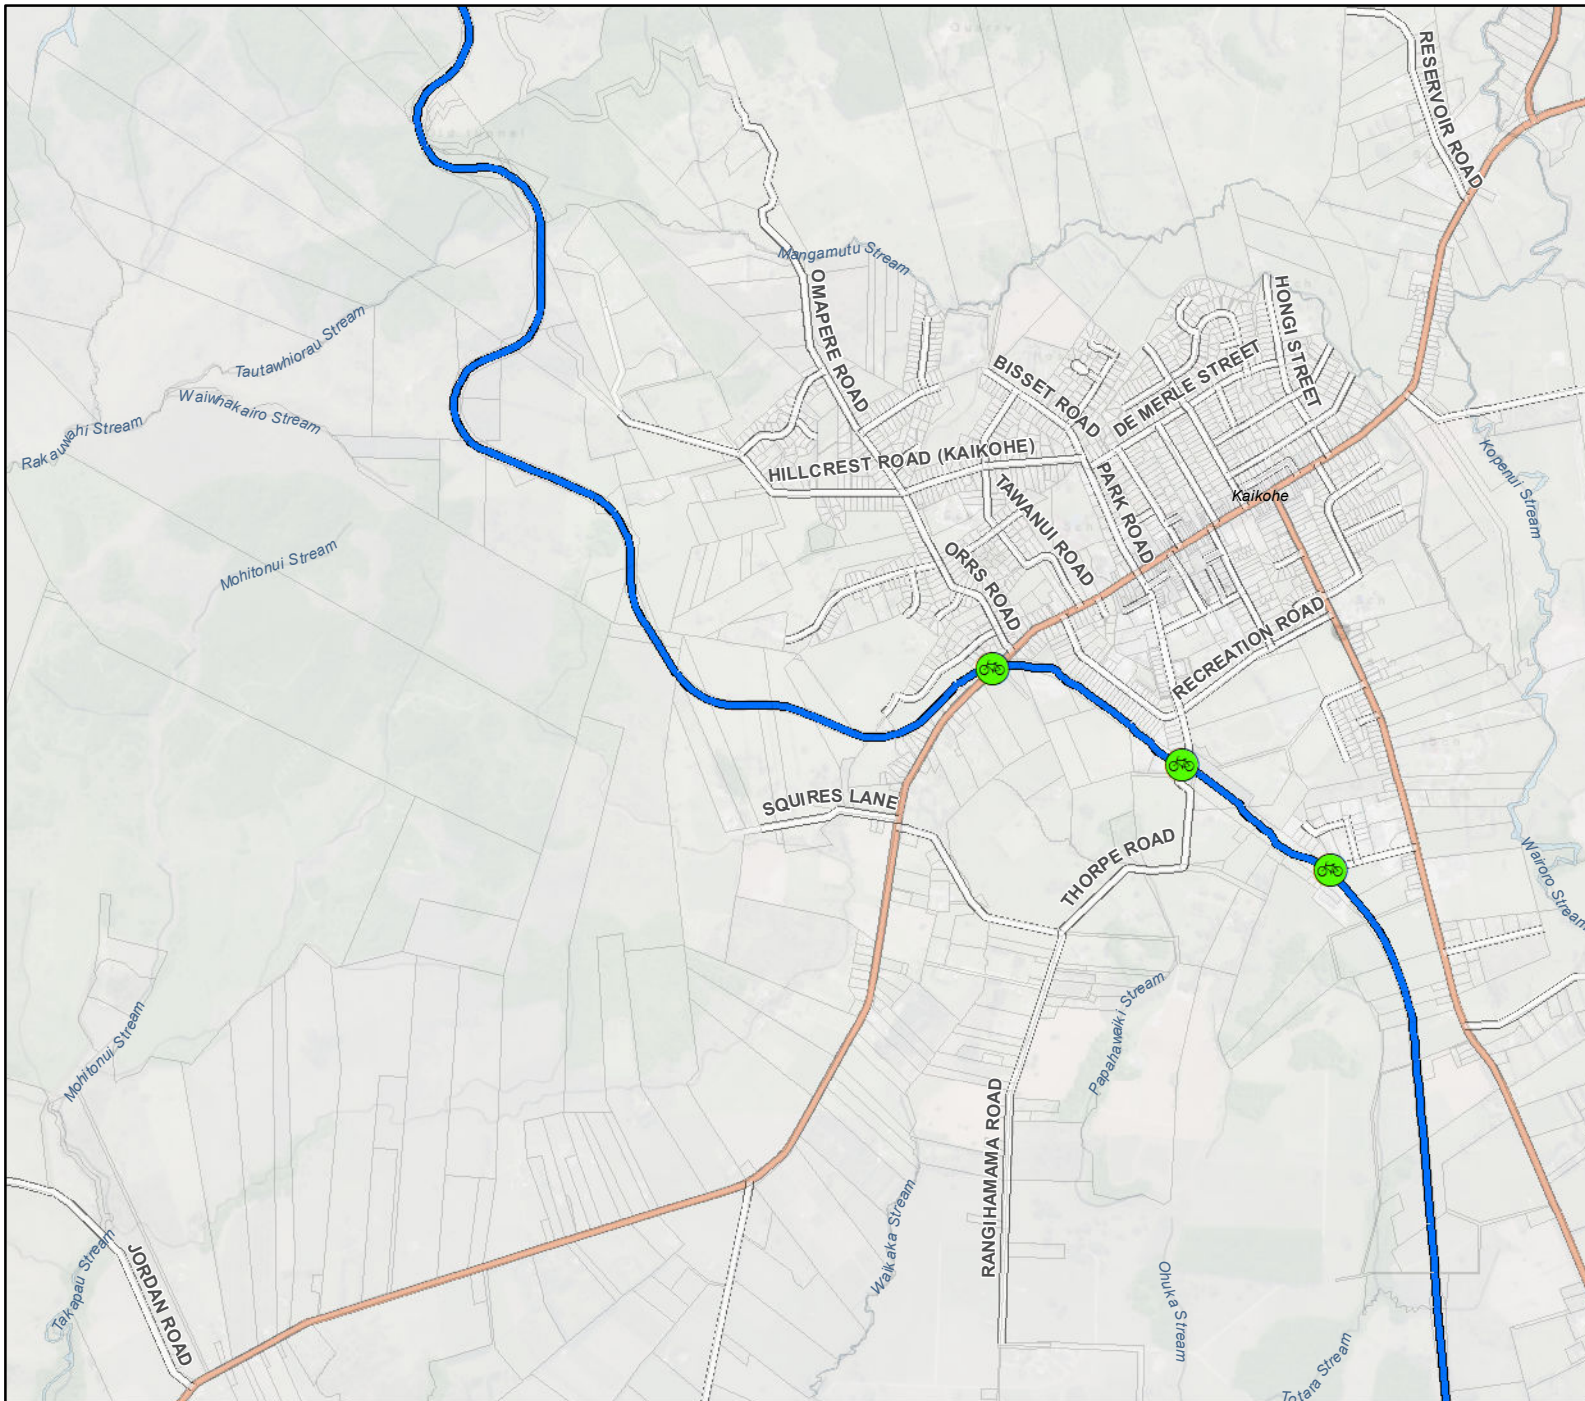 RESERVOIR ROAD
Mangamutu Stream
OMAPERE ROAD
HONGI STREET
Tautawhiorau Stream
BISSET ROAD
DE MERLE STREET
Waiwhakairo Stream
Rakauwahi Stream
HILLCREST ROAD (KAIKOHE)
PARK ROAD
Kopenui Stream
TAWANUI ROAD
Kaikohe
Mohitonui Stream
ORRS ROAD
RECREATION ROAD
SQUIRES LANE
THORPE ROAD
Wairoro Stream
Papahawaiki Stream
Mohitonui Stream
RANGIHAMAMA ROAD
Waikaka Stream
Takapau Stream
JORDAN ROAD
Ohuka Stream
Totara Stream